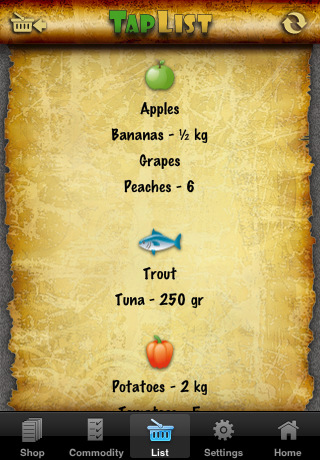 TAPLIST
Apples
Bananas - ½ kg
Grapes
Peaches - 6
Trout
Tuna - 250 gr
Potatoes - 2 kg
Shop Commodity List Settings Home